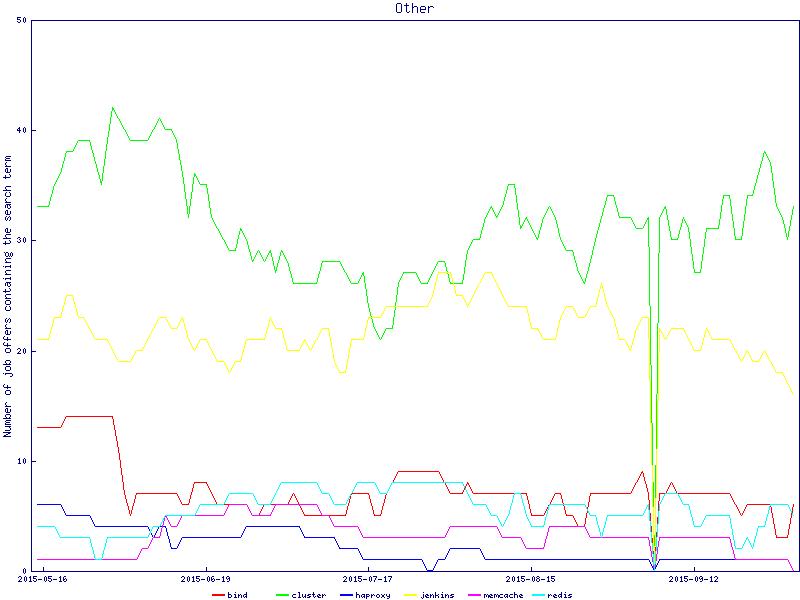 Other
Number of job offers containing the search term
50
40
30
20
10
0
2015-05-16 2015-06-19 2015-07-17 2015-08-15 2015-09-12
bind cluster haproxy jenkins memcache redis